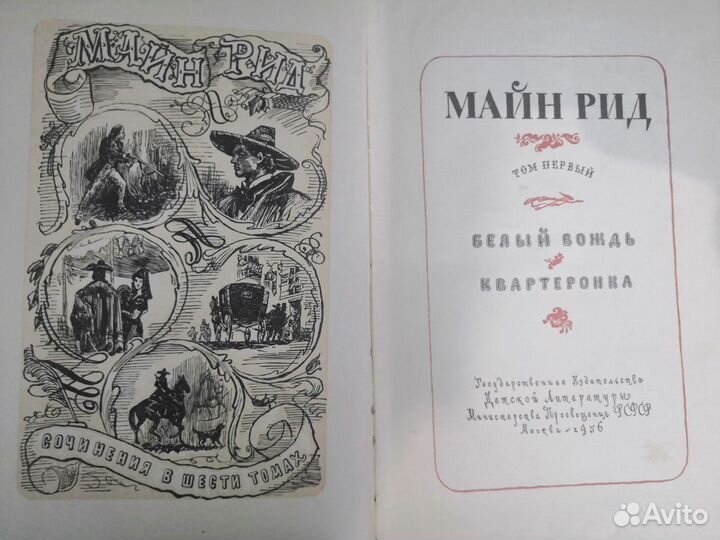 МАЙН РИД
СОЧИНЕНИЯ В ШЕСТИ ТОМАХ
МАЙН РИД
ТОМ ПЕРВЫЙ
БЕЛЫЙ ВОЖДЬ
КВАРТЕРОНКА
Государственное Издательство
Детской Литературы
Министерства Просвещения РСФСР
Москва - 1956
Avito